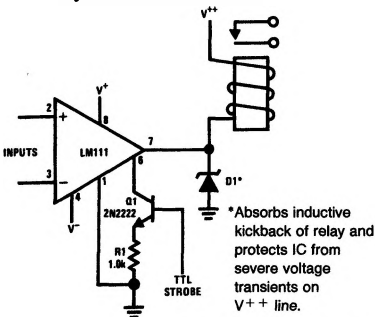 V++
V+
2
+
8
7
INPUTS
LM111
6
3
−
1
4
V−
D1*
Q1
2N2222
R1
1.0k
TTL
STROBE
*Absorbs inductive
kickback of relay and
protects IC from
severe voltage
transients on
V++ line.